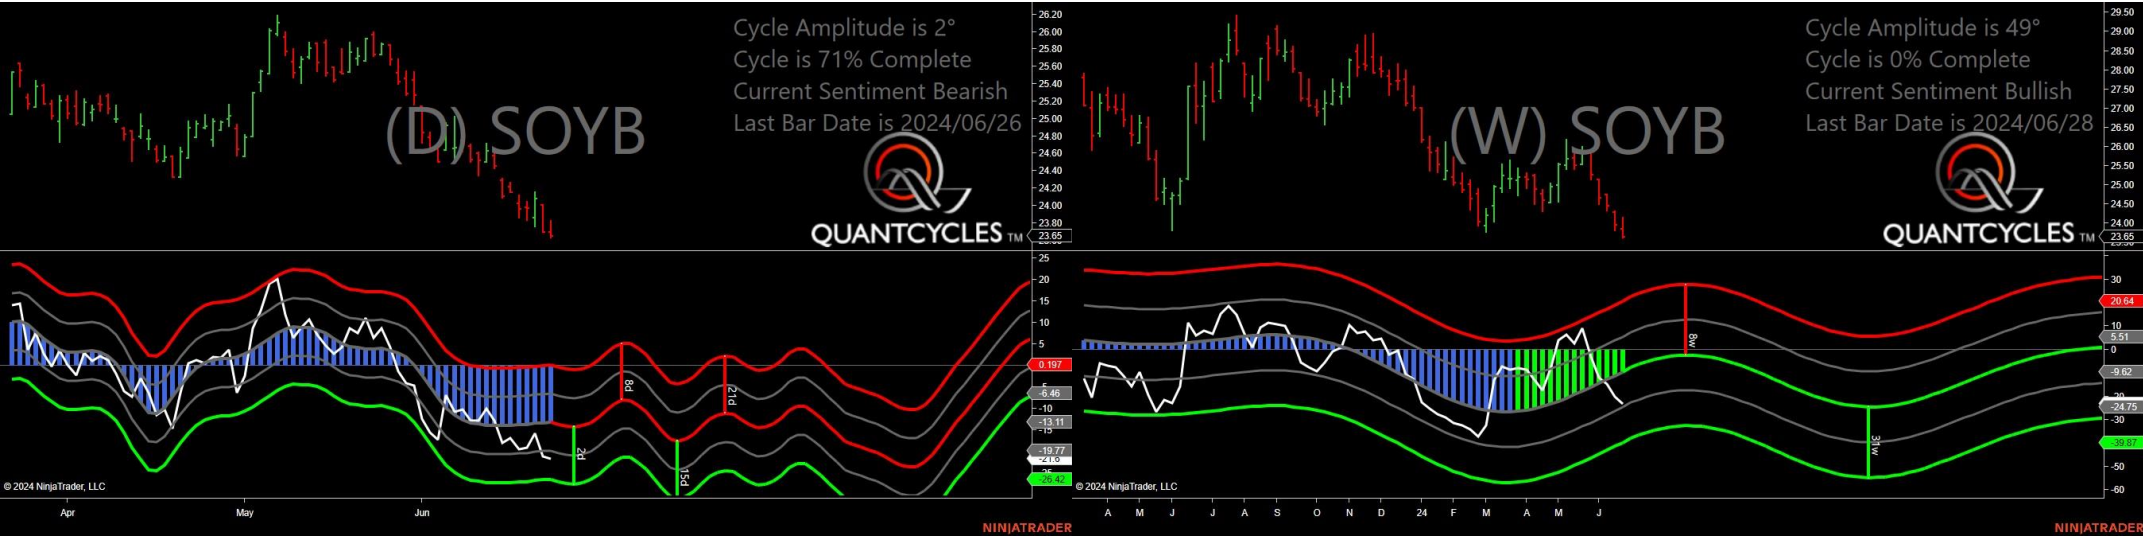 Cycle Amplitude is 2°
Cycle is 71% Complete
Current Sentiment Bearish
Last Bar Date is 2024/06/26
(D) SOYB
QUANTCYCLES TM
26.20
26.00
25.80
25.60
25.40
25.20
25.00
24.80
24.60
24.40
24.20
24.00
23.80
23.65
25
20
15
10
5
0.197
-6.46
-10
-13.11
-19.77
-21.6
-26.42
8d
21d
2d
15d
© 2024 NinjaTrader, LLC
Apr
May
Jun
NINJATRADER
Cycle Amplitude is 49°
Cycle is 0% Complete
Current Sentiment Bullish
Last Bar Date is 2024/06/28
(W) SOYB
QUANTCYCLES TM
29.50
29.00
28.50
28.00
27.50
27.00
26.50
26.00
25.50
25.00
24.50
24.00
23.65
30
20.64
10
5.51
0
-9.62
-24.75
-30
-39.87
-50
-60
8w
31w
© 2024 NinjaTrader, LLC
A M J J A S O N D 24 F M A M J
NINJATRADER